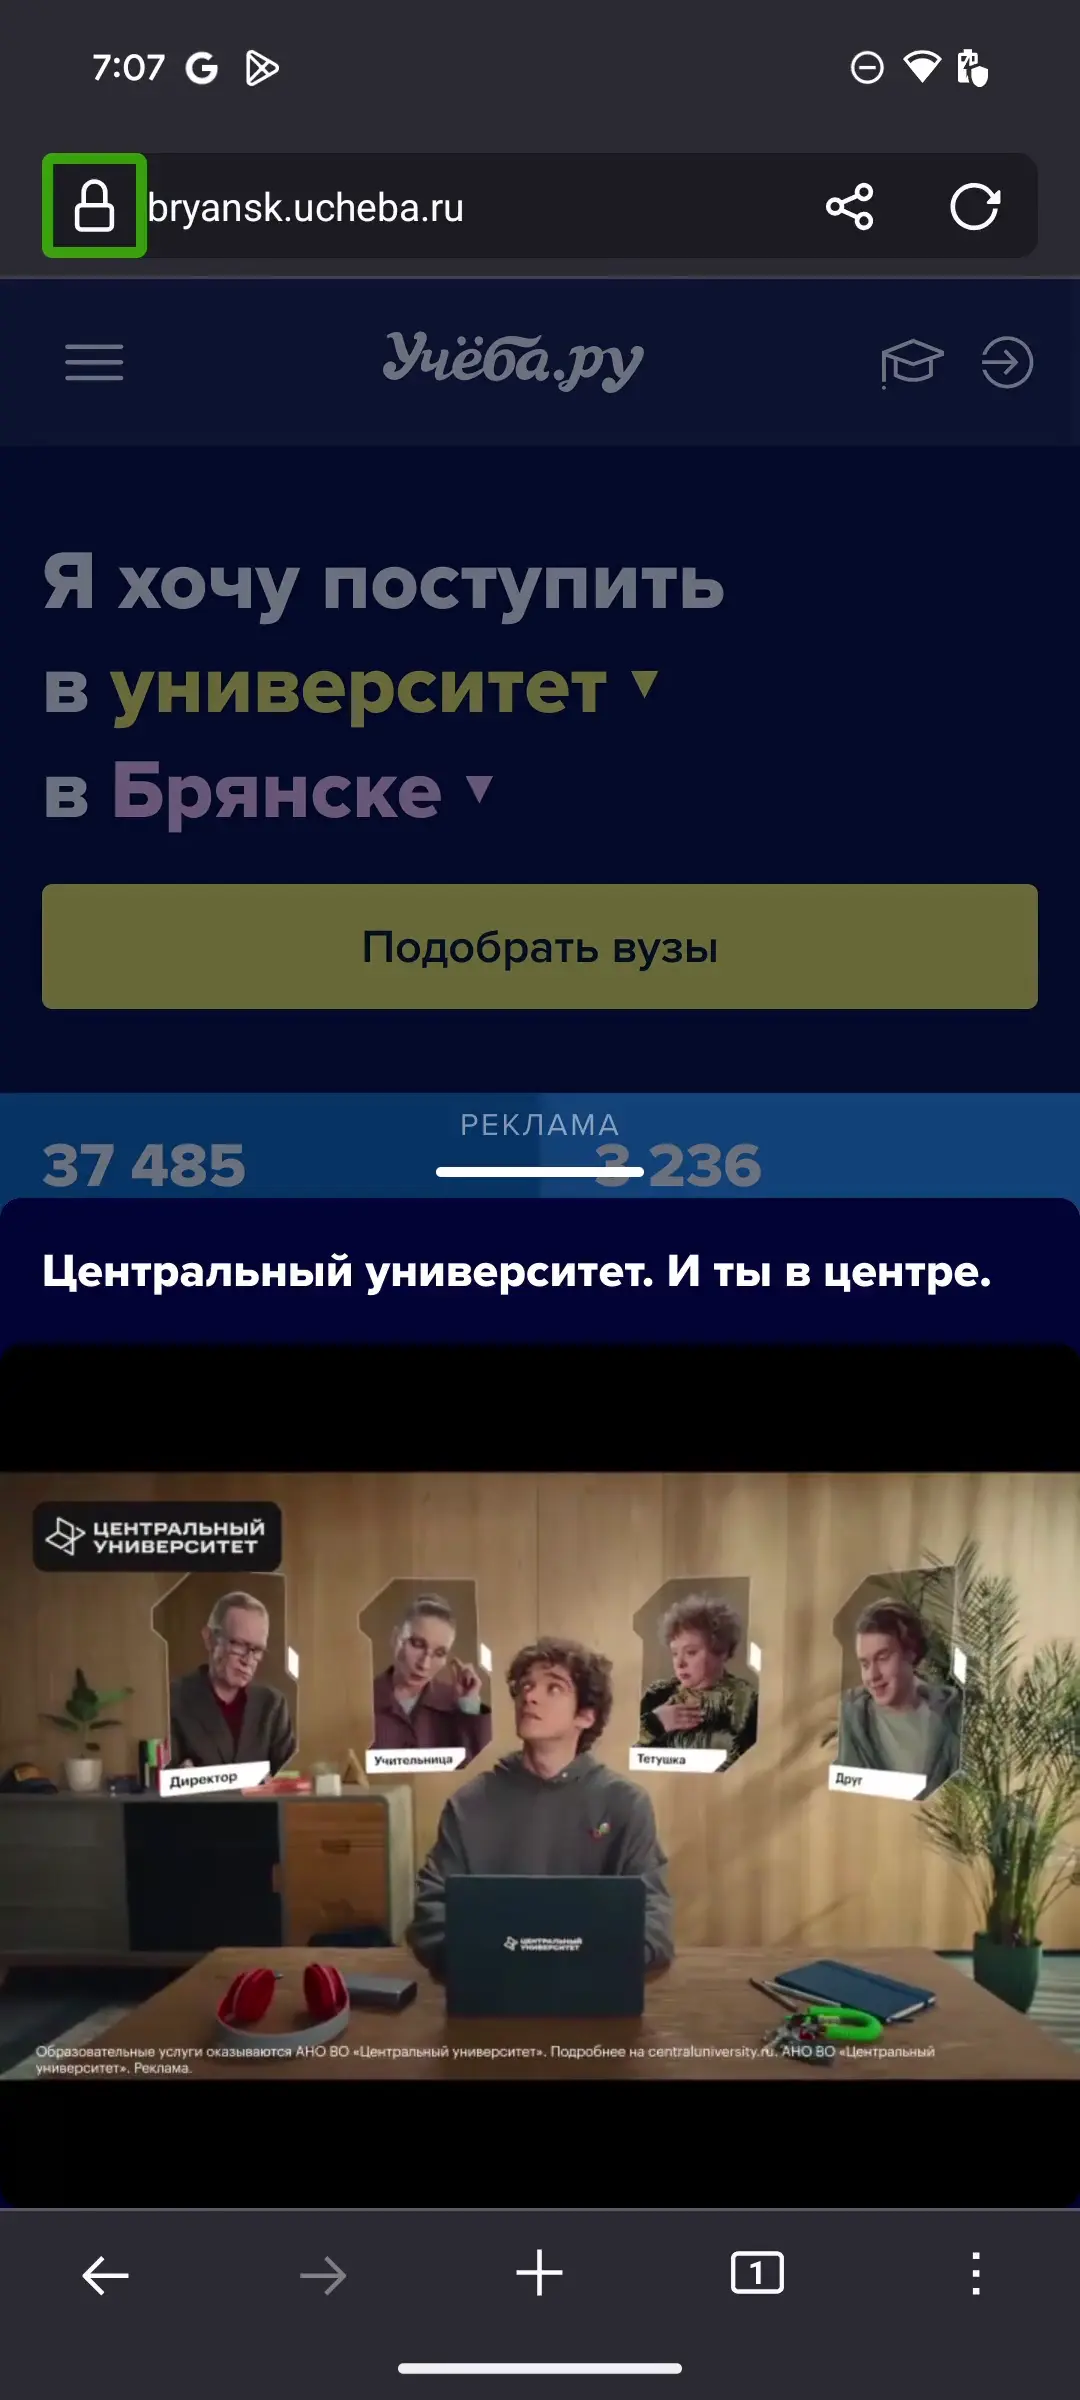 7:07
bryansk.ucheba.ru
Учёба.ру
Я хочу поступить
в университет ▼
в Брянске ▼
Подобрать вузы
РЕКЛАМА
37 485
3 236
Центральный университет. И ты в центре.
ЦЕНТРАЛЬНЫЙ
УНИВЕРСИТЕТ
Директор
Учительница
Тетушка
Друг
ЦЕНТРАЛЬНЫЙ
УНИВЕРСИТЕТ
Образовательные услуги оказываются АНО ВО «Центральный университет». Подробнее на centraluniversity.ru. АНО ВО «Центральный
университет». Реклама.
1